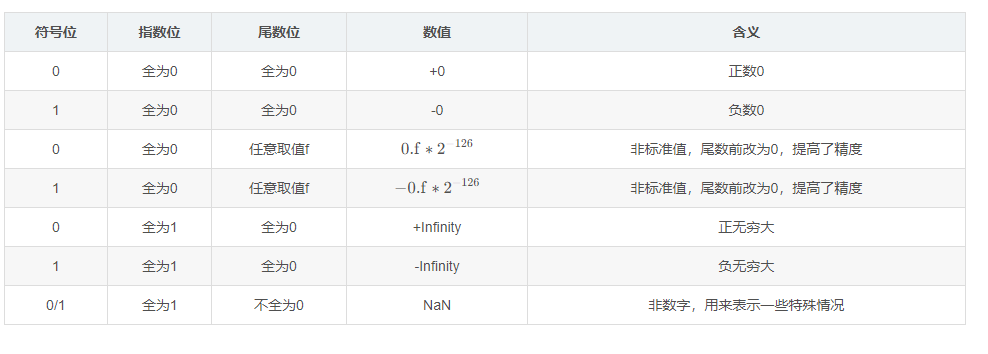 符号位 指数位 尾数位 数值 含义
0 全为0 全为0 +0 正数0
1 全为0 全为0 -0 负数0
0 全为0 任意取值f 0.f ∗ 2^−126 非标准值，尾数前改为0，提高了精度
1 全为0 任意取值f −0.f ∗ 2^−126 非标准值，尾数前改为0，提高了精度
0 全为1 全为0 +Infinity 正无穷大
1 全为1 全为0 -Infinity 负无穷大
0/1 全为1 不全为0 NaN 非数字，用来表示一些特殊情况